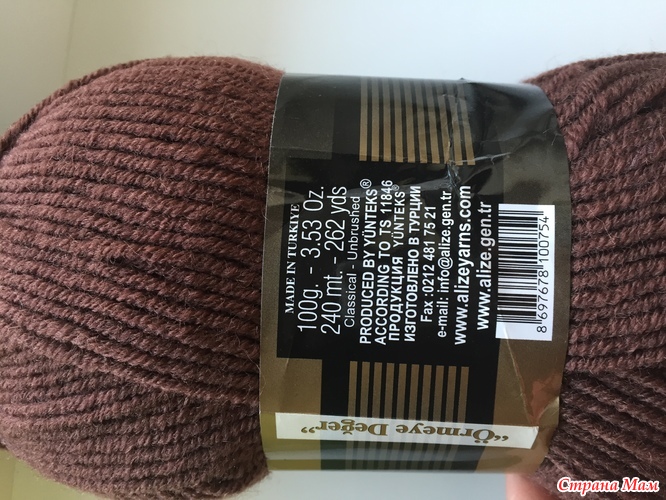 MADE IN TURKIYE
100g. - 3.53 Oz.
240 mt. - 262 yds
Classical - Unbrushed
PRODUCED BY YÜNTEKS®
ACCORDING TO TS 11846
ПРОДУКЦИЯ YÜNTEKS®
ИЗГОТОВЛЕНО В ТУРЦИИ
Fax :0212 481 75 21
e-mail: info@alize.gen.tr
www.alizeyarns.com
www.alize.gen.tr
8 697678 100754
"Örmeye Değer"
Страна Мам